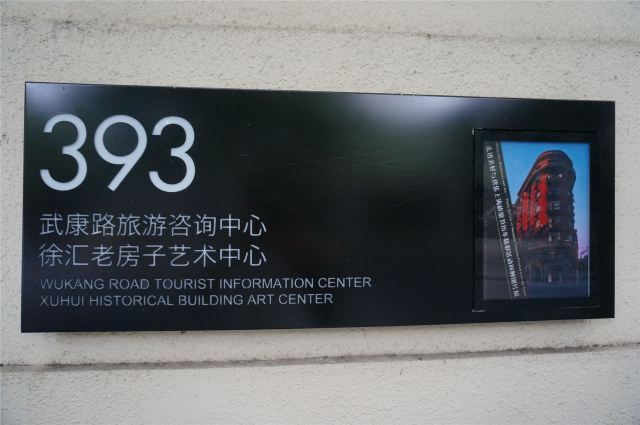 393
武康路旅游咨询中心
徐汇老房子艺术中心
WUKANG ROAD TOURIST INFORMATION CENTER
XUHUI HISTORICAL BUILDING ART CENTER